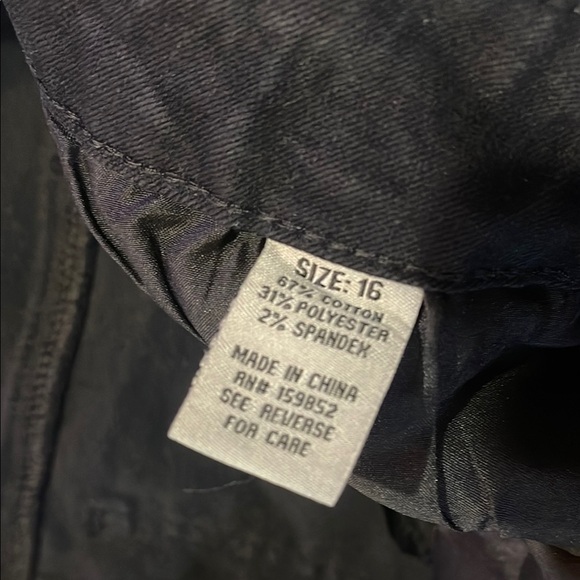 SIZE: 16
67% COTTON
31% POLYESTER
2% SPANDEX
MADE IN CHINA
RN# 159852
SEE REVERSE
FOR CARE